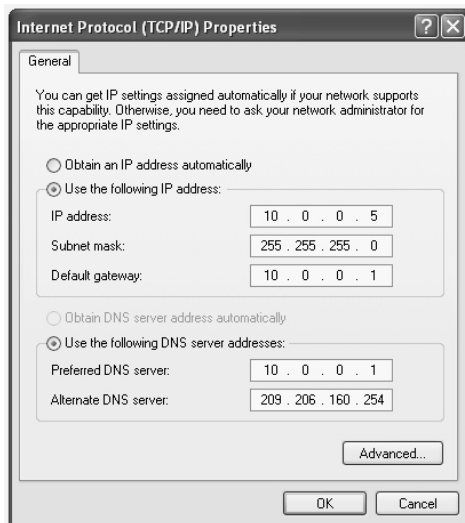 Internet Protocol (TCP/IP) Properties
General
You can get IP settings assigned automatically if your network supports
this capability. Otherwise, you need to ask your network administrator for
the appropriate IP settings.
Obtain an IP address automatically
Use the following IP address:
IP address: 10 . 0 . 0 . 5
Subnet mask: 255 . 255 . 255 . 0
Default gateway: 10 . 0 . 0 . 1
Obtain DNS server address automatically
Use the following DNS server addresses:
Preferred DNS server: 10 . 0 . 0 . 1
Alternate DNS server: 209 . 206 . 160 . 254
Advanced...
OK Cancel